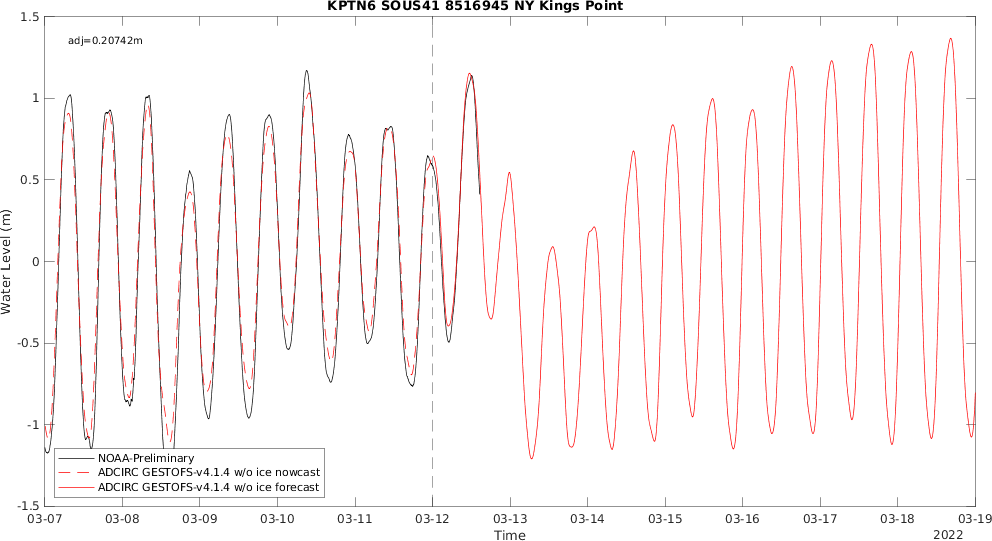 KPTN6 SOUS41 8516945 NY Kings Point
adj=0.20742m
1.5
1
0.5
0
-0.5
-1
-1.5
Water Level (m)
NOAA-Preliminary
ADCIRC GESTOFS-v4.1.4 w/o ice nowcast
ADCIRC GESTOFS-v4.1.4 w/o ice forecast
03-07 03-08 03-09 03-10 03-11 03-12 03-13 03-14 03-15 03-16 03-17 03-18 03-19
Time
2022